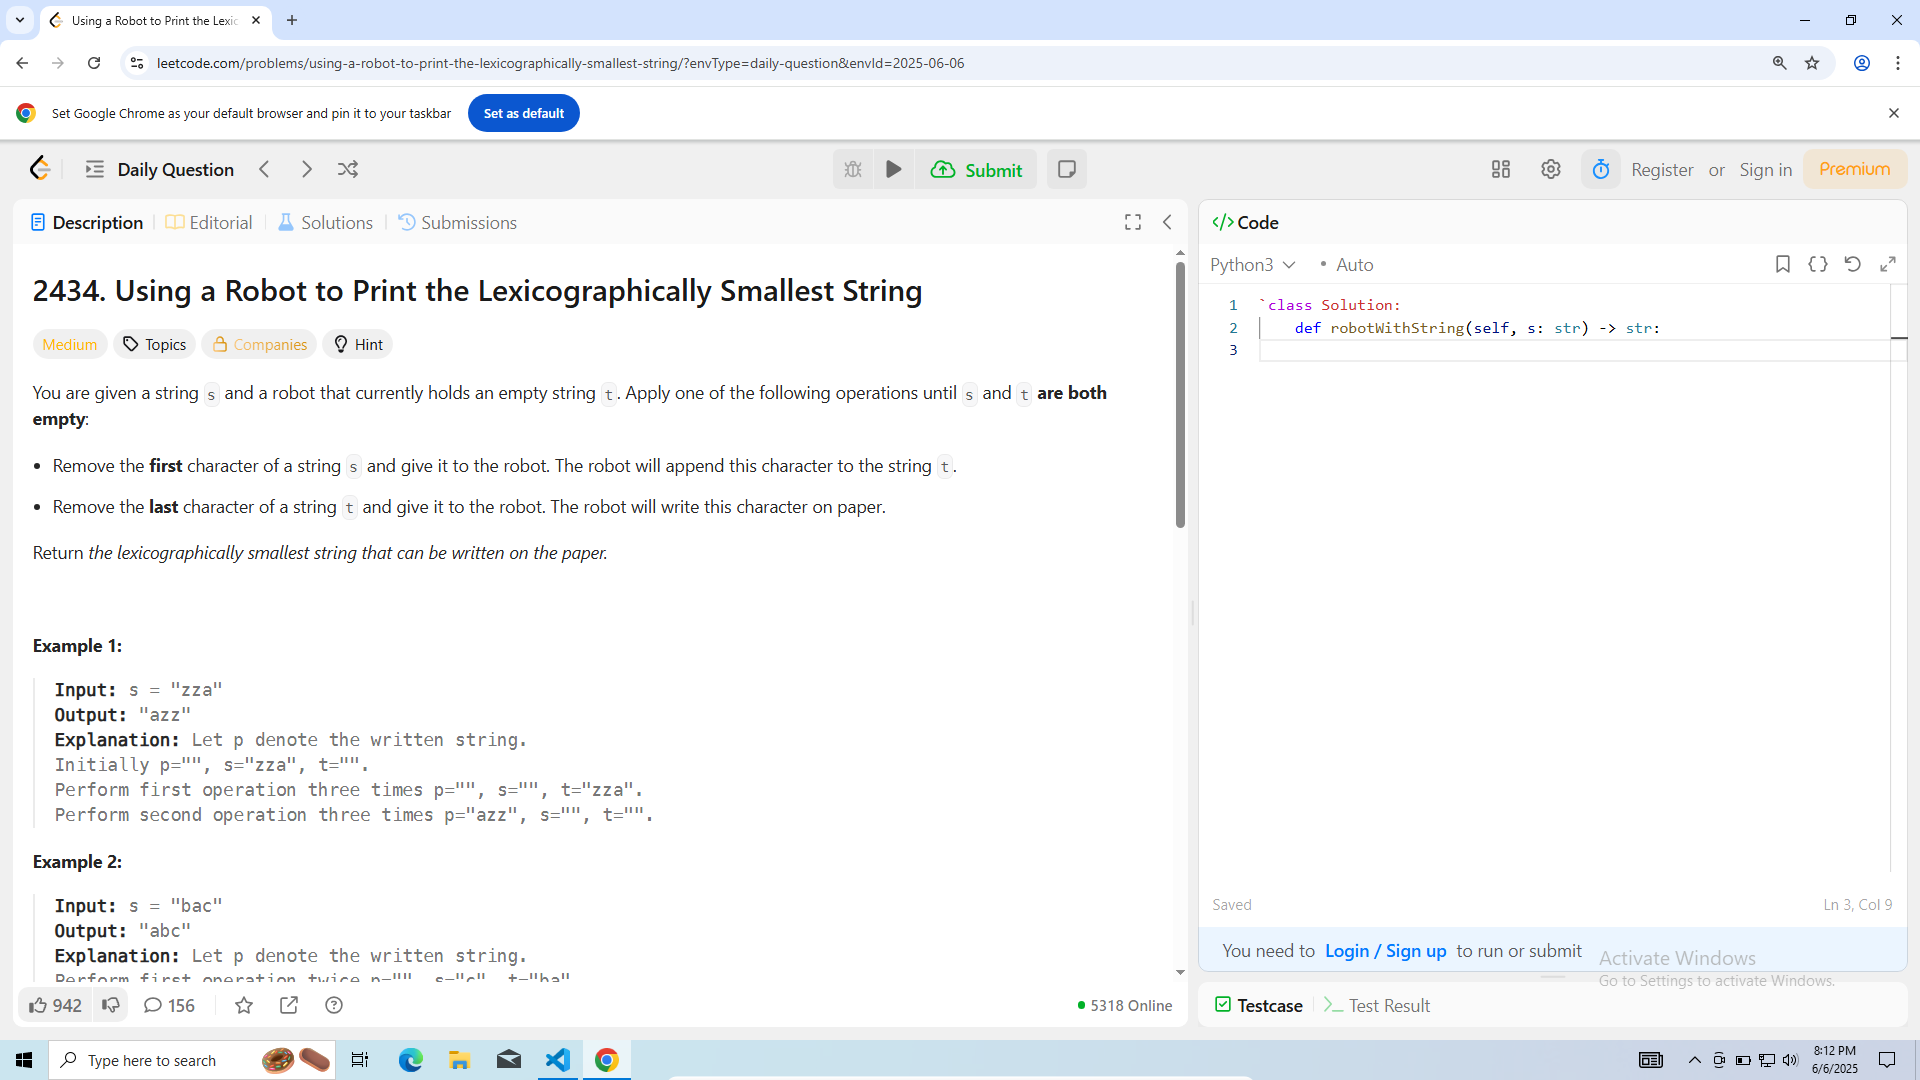 Using a Robot to Print the Lexic
leetcode.com/problems/using-a-robot-to-print-the-lexicographically-smallest-string/?envType=daily-question&envId=2025-06-06
Set Google Chrome as your default browser and pin it to your taskbar
Set as default
Daily Question
Submit
Register or Sign in
Premium
Description
Editorial
Solutions
Submissions
2434. Using a Robot to Print the Lexicographically Smallest String
Medium
Topics
Companies
Hint
You are given a string s and a robot that currently holds an empty string t. Apply one of the following operations until s and t are both
empty:
• Remove the first character of a string s and give it to the robot. The robot will append this character to the string t.
• Remove the last character of a string t and give it to the robot. The robot will write this character on paper.
Return the lexicographically smallest string that can be written on the paper.
Example 1:
Input: s = "zza"
Output: "azz"
Explanation: Let p denote the written string.
Initially p="", s="zza", t="".
Perform first operation three times p="", s="", t="zza".
Perform second operation three times p="azz", s="", t="".
Example 2:
Input: s = "bac"
Output: "abc"
Explanation: Let p denote the written string.
Perform first operation twice p="", s="c", t="ba".
942
156
5318 Online
</> Code
Python3
• Auto
1 `class Solution:
2 def robotWithString(self, s: str) -> str:
3
Saved
Ln 3, Col 9
You need to Login / Sign up to run or submit
Activate Windows
Go to Settings to activate Windows.
Testcase
Test Result
Type here to search
8:12 PM
6/6/2025